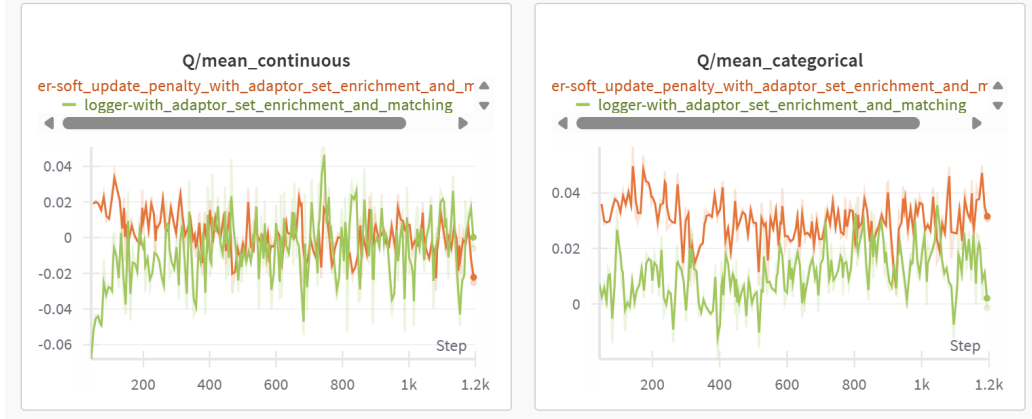 Q/mean_continuous
er-soft_update_penalty_with_adaptor_set_enrichment_and_m
logger-with_adaptor_set_enrichment_and_matching
0.04
0.02
0
-0.02
-0.04
-0.06
Step
200 400 600 800 1k 1.2k
Q/mean_categorical
er-soft_update_penalty_with_adaptor_set_enrichment_and_m
logger-with_adaptor_set_enrichment_and_matching
0.04
0.02
0
Step
200 400 600 800 1k 1.2k